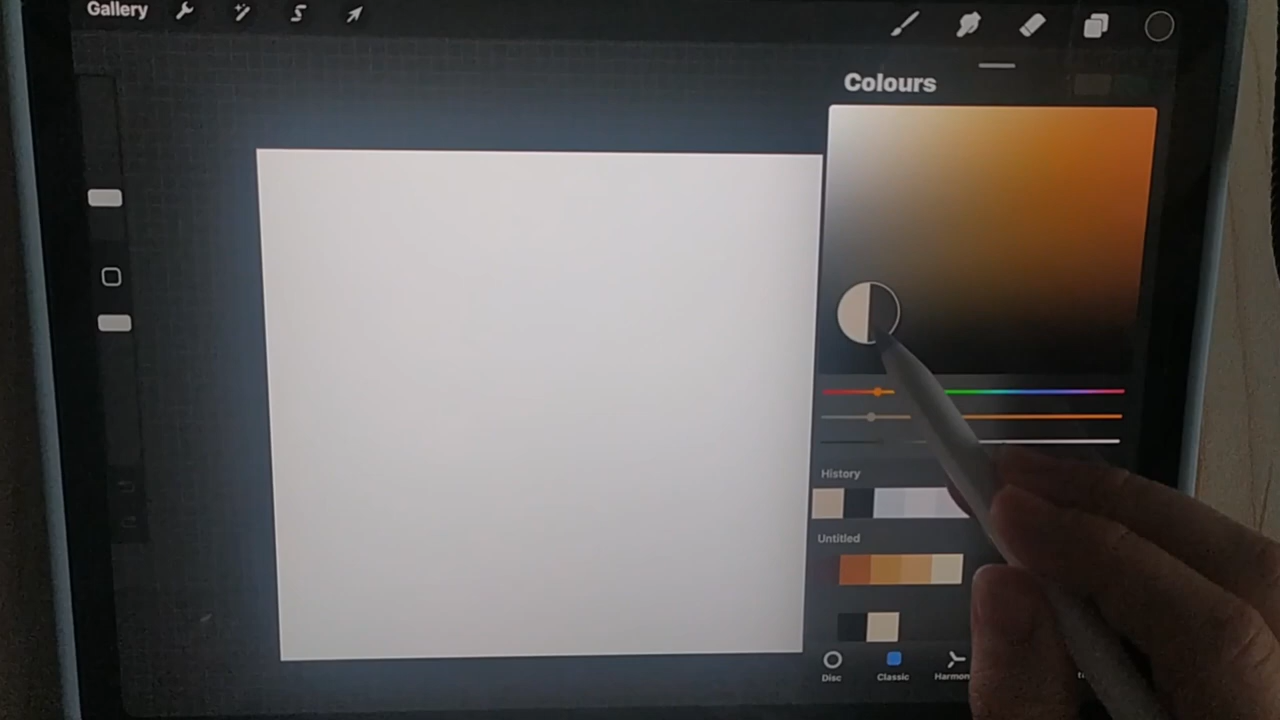 Gallery
Colours
History
Untitled
Disc
Classic
Harmon